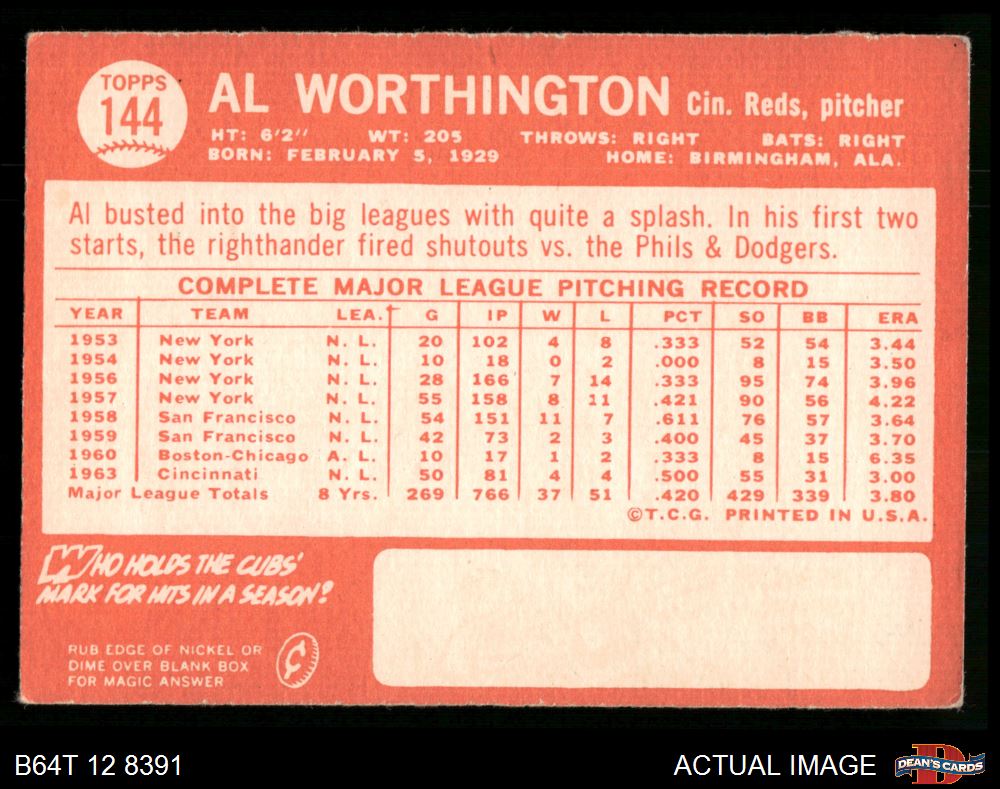 TOPPS
144
AL WORTHINGTON Cin. Reds, pitcher
HT: 6'2" WT: 205 THROWS: RIGHT BATS: RIGHT
BORN: FEBRUARY 5, 1929 HOME: BIRMINGHAM, ALA.
Al busted into the big leagues with quite a splash. In his first two
starts, the righthander fired shutouts vs. the Phils & Dodgers.
COMPLETE MAJOR LEAGUE PITCHING RECORD
YEAR TEAM LEA. G IP W L PCT SO BB ERA
1953 New York N. L. 20 102 4 8 .333 52 54 3.44
1954 New York N. L. 10 18 0 2 .000 8 15 3.50
1956 New York N. L. 28 166 7 14 .333 95 74 3.96
1957 New York N. L. 55 158 8 11 .421 90 56 4.22
1958 San Francisco N. L. 54 151 11 7 .611 76 57 3.64
1959 San Francisco N. L. 42 73 2 3 .400 45 37 3.70
1960 Boston-Chicago A. L. 10 17 1 2 .333 8 15 6.35
1963 Cincinnati N. L. 50 81 4 4 .500 55 31 3.00
Major League Totals 8 Yrs. 269 766 37 51 .420 429 339 3.80
©T.C.G. PRINTED IN U.S.A.
WHO HOLDS THE CUBS'
MARK FOR HITS IN A SEASON?
RUB EDGE OF NICKEL OR
DIME OVER BLANK BOX
FOR MAGIC ANSWER
¢
B64T 12 8391
ACTUAL IMAGE
D
DEAN'S CARDS